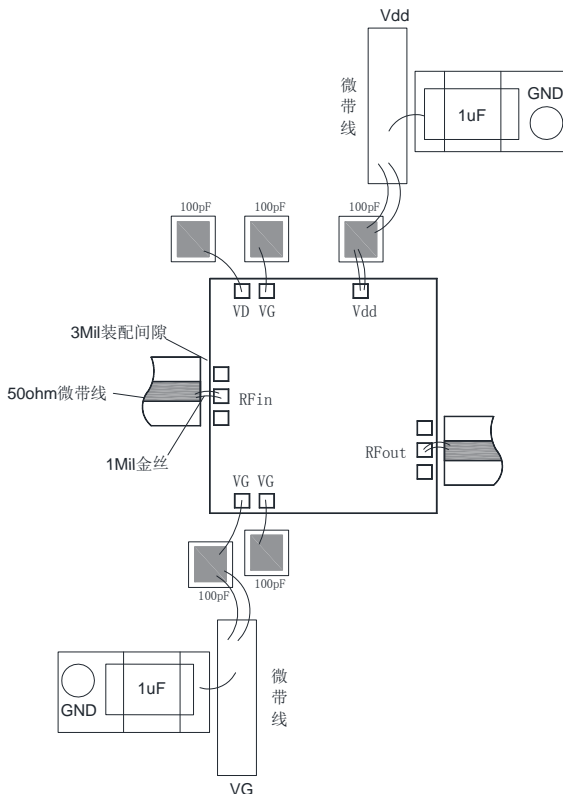 Vdd
微带线
1uF
GND
100pF
100pF
100pF
VD
VG
Vdd
3Mil装配间隙
50ohm微带线
RFin
1Mil金丝
RFout
VG
VG
100pF
100pF
1uF
GND
微带线
VG